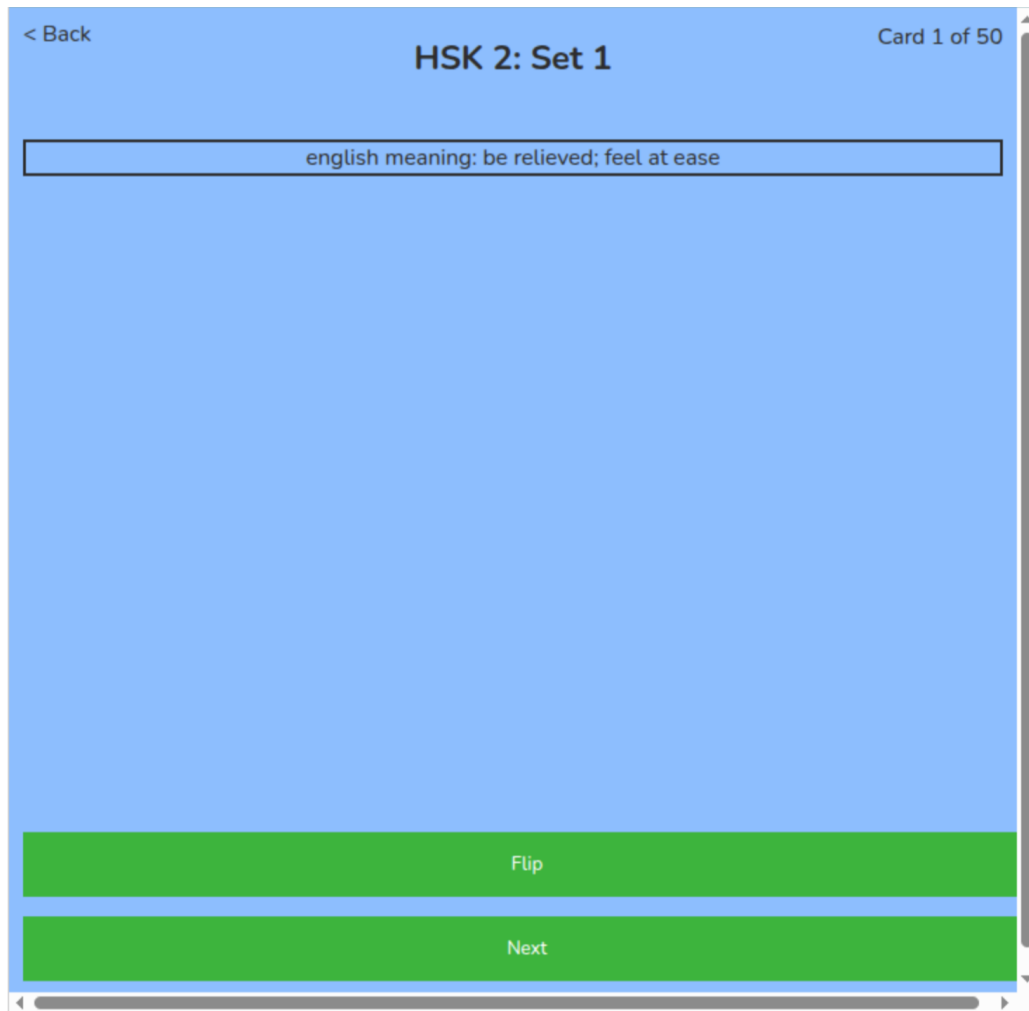 < Back
Card 1 of 50
HSK 2: Set 1
english meaning: be relieved; feel at ease
Flip
Next